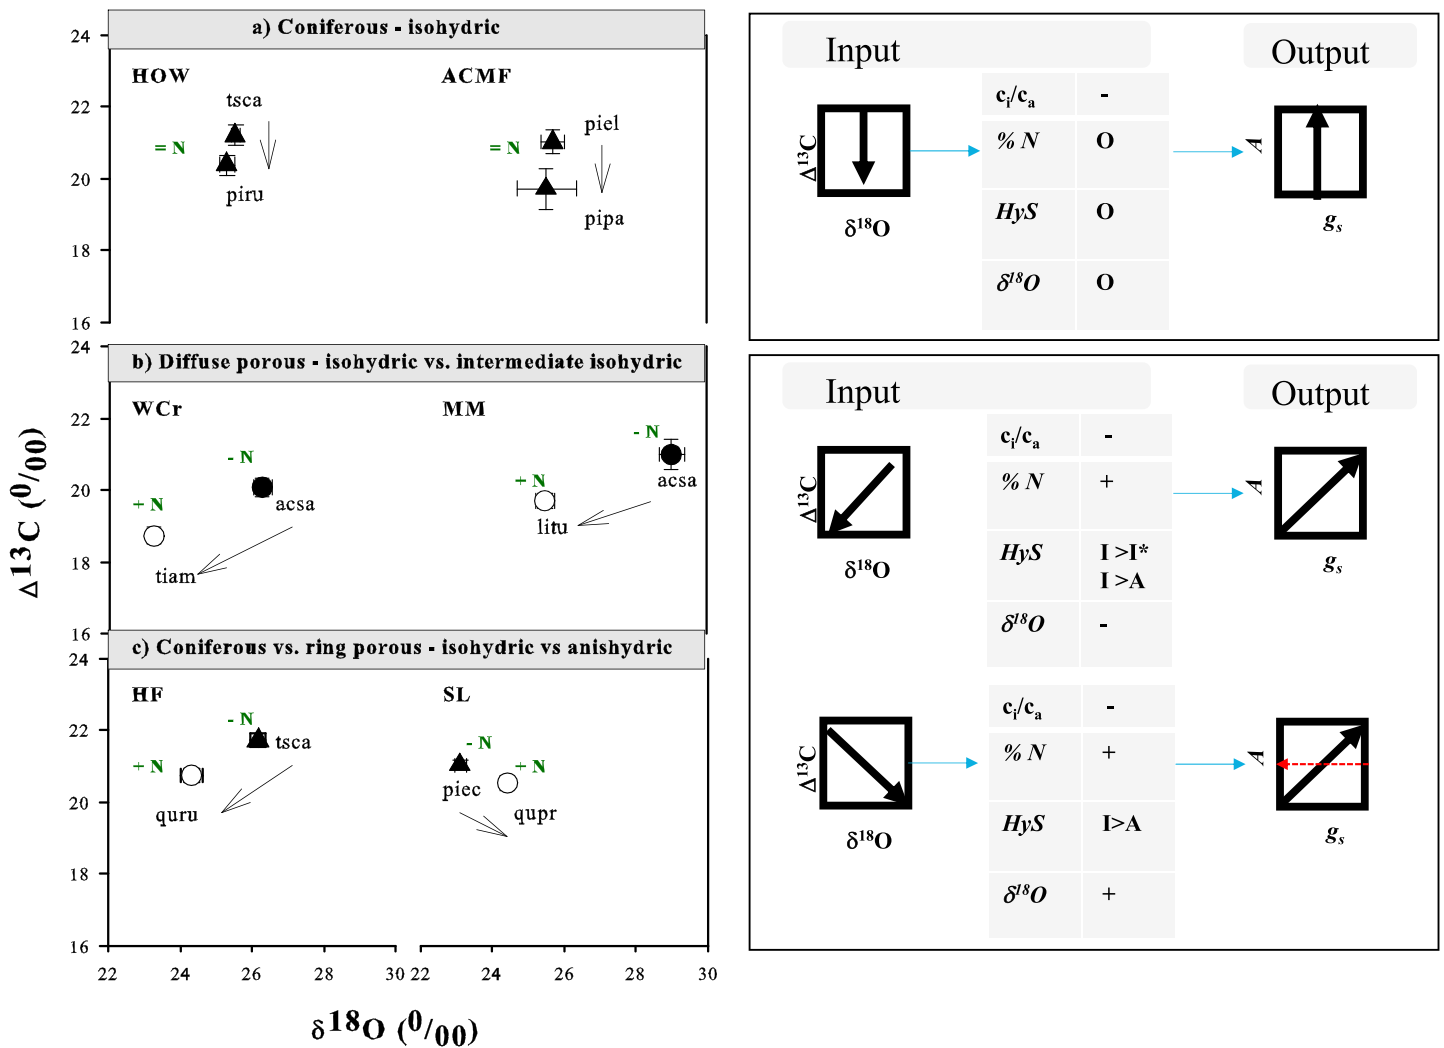 a) Coniferous - isohydric
24
22
20
18
16
HOW
tsca
= N
piru
ACMF
piel
= N
pipa
b) Diffuse porous - isohydric vs. intermediate isohydric
24
22
20
18
16
WCr
- N
acsa
+ N
tiam
MM
- N
acsa
+ N
litu
c) Coniferous vs. ring porous - isohydric vs anishydric
24
22
20
18
16
HF
- N
tsca
+ N
quru
SL
- N
+ N
piec
qupr
22 24 26 28 30 22 24 26 28 30
Δ13C (0/00)
δ18O (0/00)
Input
Output
Δ13C
δ18O
ci/ca -
% N O
HyS O
δ18O O
A
gs
Input
Output
Δ13C
δ18O
ci/ca -
% N +
HyS I >I*
I >A
δ18O -
A
gs
Δ13C
δ18O
ci/ca -
% N +
HyS I>A
δ18O +
A
gs